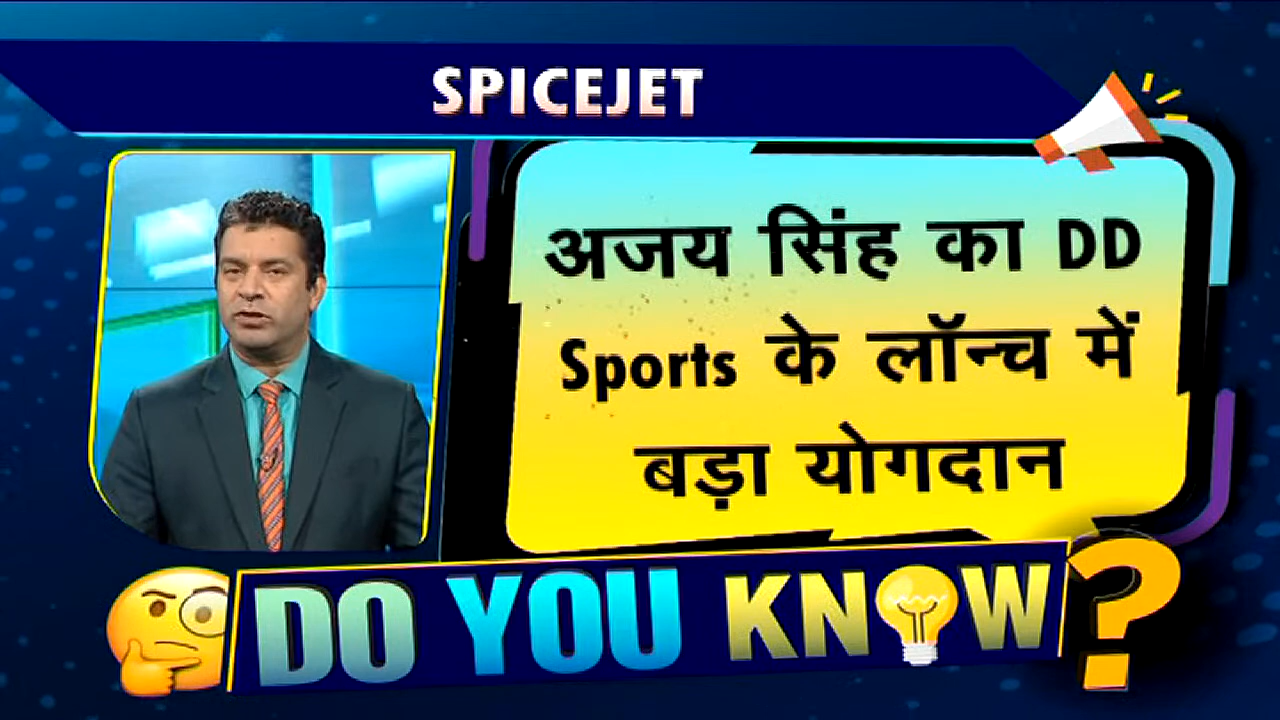 SPICEJET
अजय सिंह का DD
Sports के लॉन्च में
बड़ा योगदान
DO YOU KNOW?